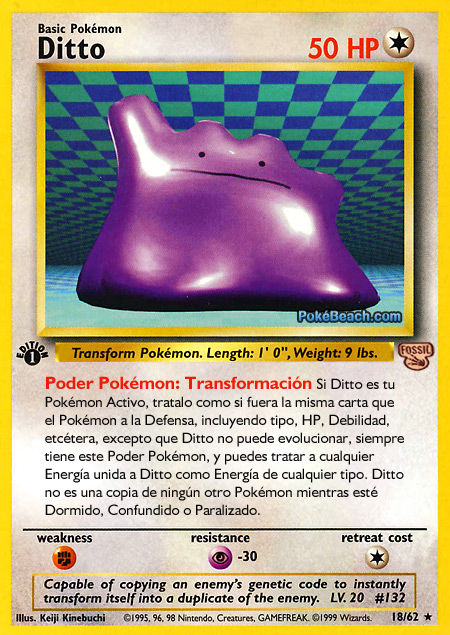 Basic Pokémon
Ditto
50 HP
PokéBeach.com
EDITION
1
Transform Pokémon. Length: 1' 0", Weight: 9 lbs.
FOSSIL
Poder Pokémon: Transformación Si Ditto es tu
Pokémon Activo, tratalo como si fuera la misma carta que
el Pokémon a la Defensa, incluyendo tipo, HP, Debilidad,
etcétera, excepto que Ditto no puede evolucionar, siempre
tiene este Poder Pokémon, y puedes tratar a cualquier
Energía unida a Ditto como Energía de cualquier tipo. Ditto
no es una copia de ningún otro Pokémon mientras esté
Dormido, Confundido o Paralizado.
weakness resistance retreat cost
-30
Capable of copying an enemy's genetic code to instantly
transform itself into a duplicate of the enemy. LV. 20 #132
Illus. Keiji Kinebuchi ©1995, 96, 98 Nintendo, Creatures, GAMEFREAK. ©1999 Wizards. 18/62 ★